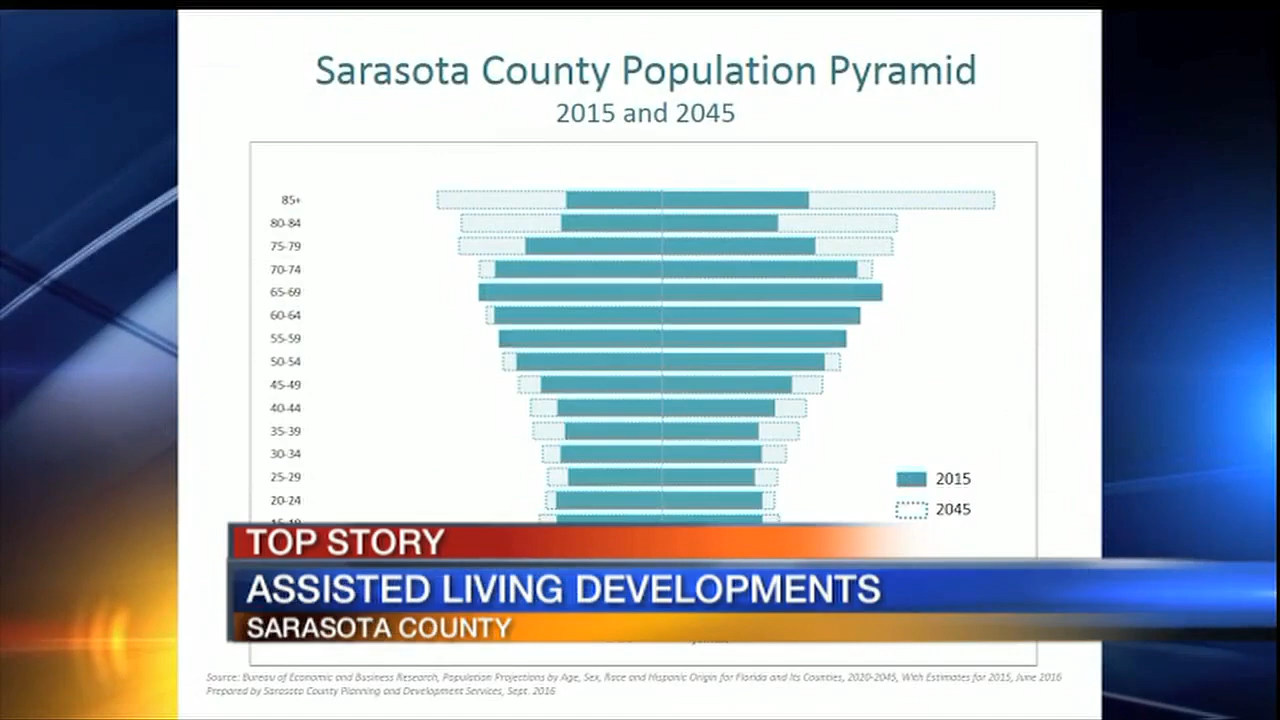 Sarasota County Population Pyramid
2015 and 2045
85+
80-84
75-79
70-74
65-69
60-64
55-59
50-54
45-49
40-44
35-39
30-34
25-29
20-24
2015
2045
TOP STORY
ASSISTED LIVING DEVELOPMENTS
SARASOTA COUNTY
Source: Bureau of Economic and Business Research, Population Projections by Age, Sex, Race and Hispanic Origin for Florida and Its Counties, 2020-2045, With Estimates for 2015, June 2016
Prepared by Sarasota County Planning and Development Services, Sept. 2016